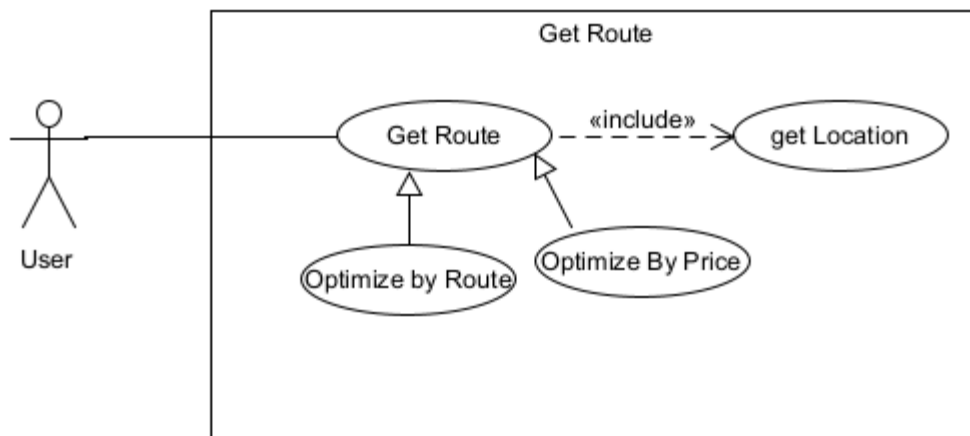 Get Route
Get Route
«include»
get Location
Optimize by Route
Optimize By Price
User